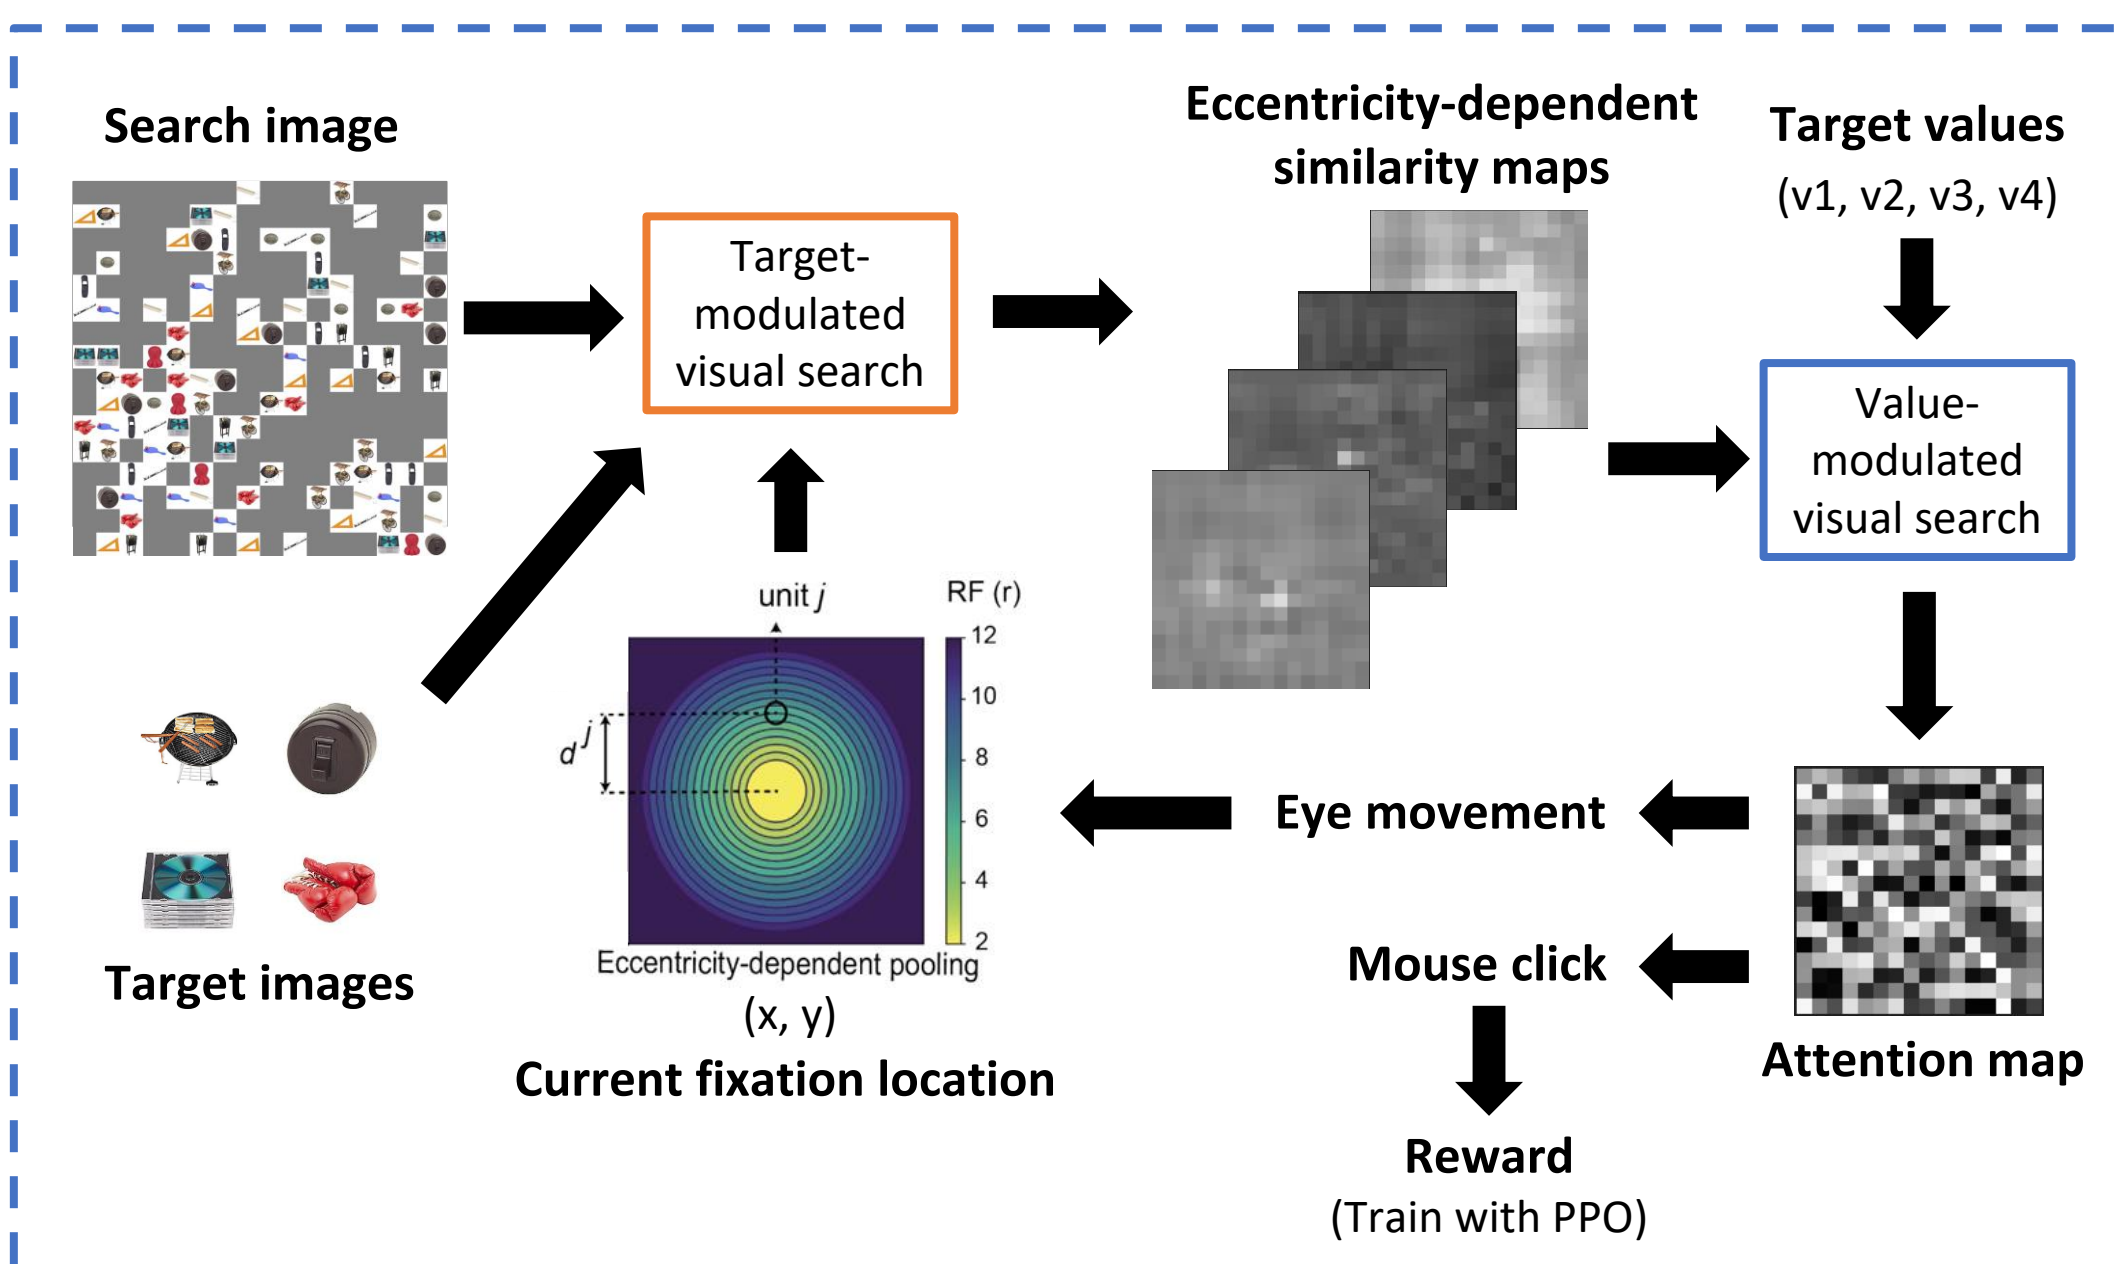 Search image
Target-
modulated
visual search
Eccentricity-dependent
similarity maps
Target values
(v1, v2, v3, v4)
Value-
modulated
visual search
Target images
unit j
RF (r)
12
10
8
6
4
2
d j
Eccentricity-dependent pooling
(x, y)
Current fixation location
Eye movement
Mouse click
Reward
(Train with PPO)
Attention map